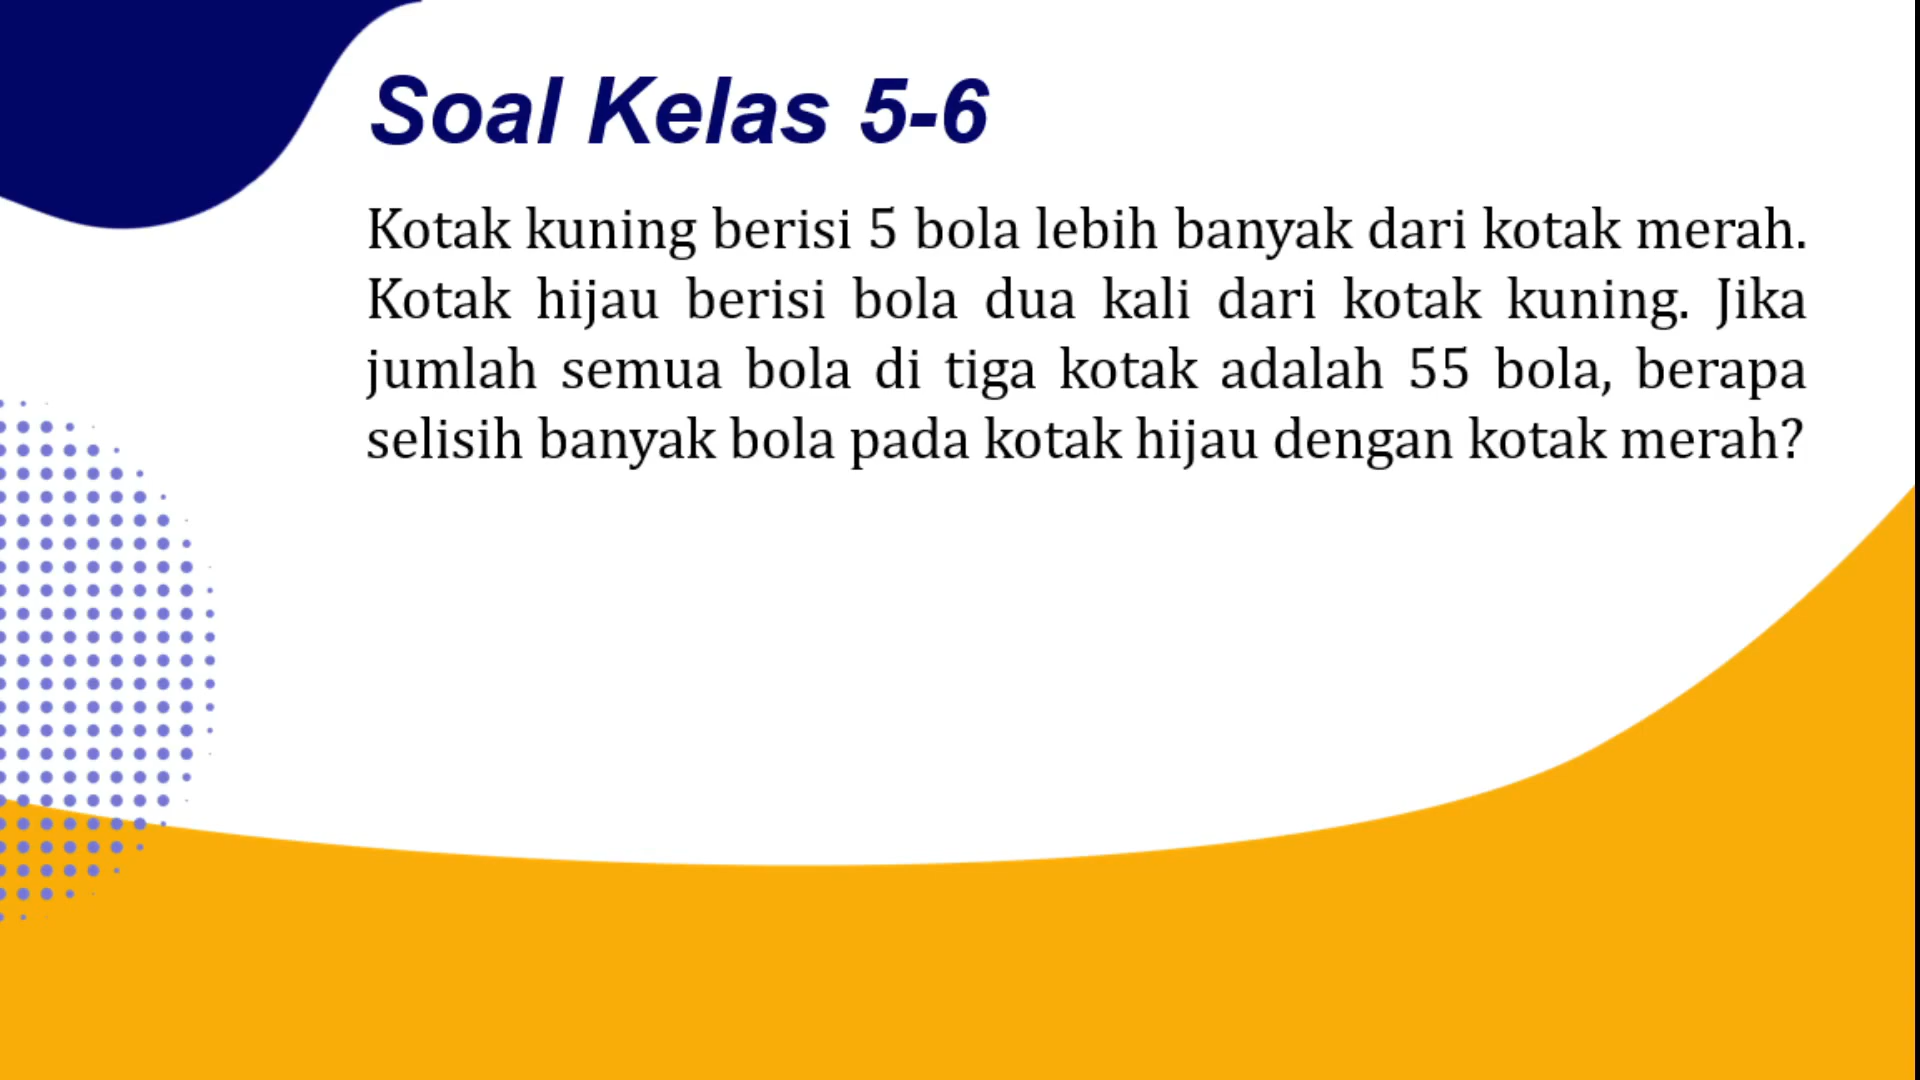 Soal Kelas 5-6
Kotak kuning berisi 5 bola lebih banyak dari kotak merah.
Kotak hijau berisi bola dua kali dari kotak kuning. Jika
jumlah semua bola di tiga kotak adalah 55 bola, berapa
selisih banyak bola pada kotak hijau dengan kotak merah?